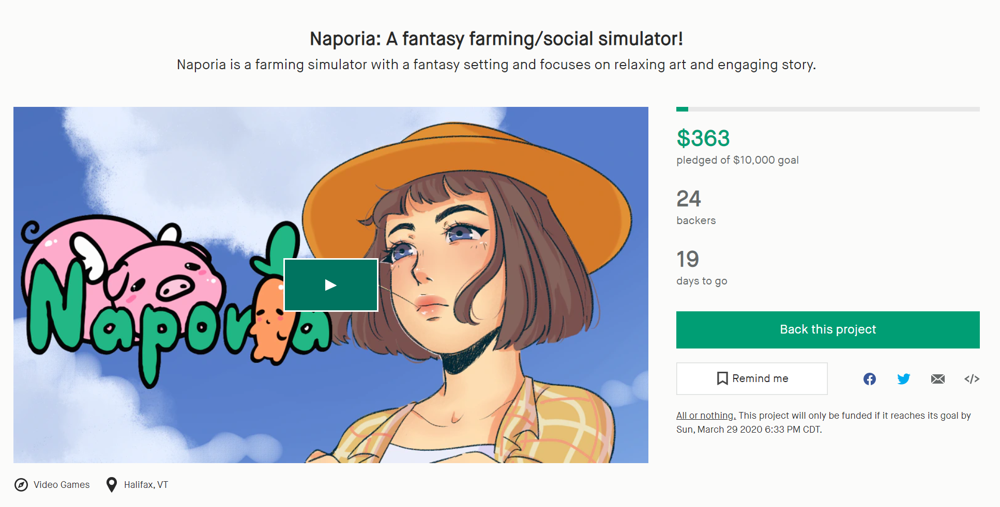 Naporia: A fantasy farming/social simulator!
Naporia is a farming simulator with a fantasy setting and focuses on relaxing art and engaging story.
Naporia
$363
pledged of $10,000 goal
24
backers
19
days to go
Back this project
Remind me
All or nothing. This project will only be funded if it reaches its goal by
Sun, March 29 2020 6:33 PM CDT.
Video Games
Halifax, VT